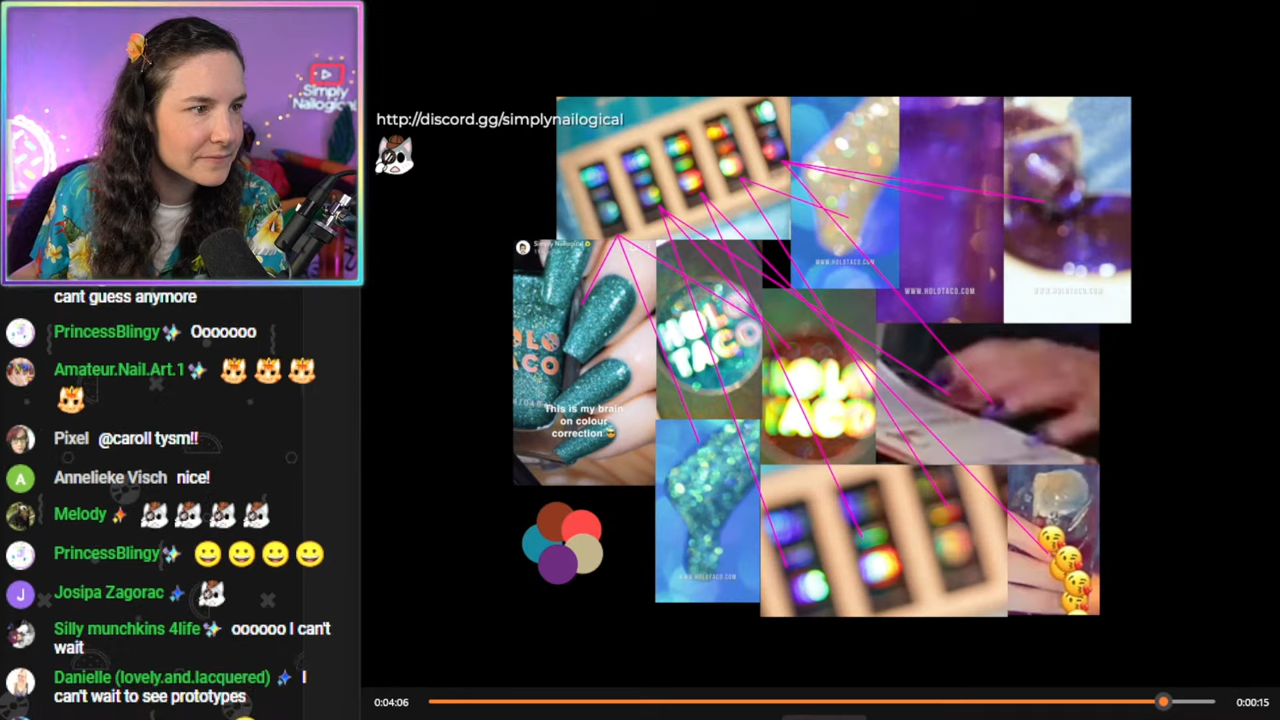 Simply
Nailogical
cant guess anymore
PrincessBlingy Ooooooo
Amateur.Nail.Art.1
Pixel @caroll tysm!!
A
Annelieke Visch nice!
Melody
PrincessBlingy
J
Josipa Zagorac
Silly munchkins 4life oooooo I can't
wait
Danielle (lovely.and.lacquered) I
can't wait to see prototypes
http://discord.gg/simplynailogical
WWW.HOLOTACO.COM
WWW.HOLOTACO.COM
WWW.HOLOTACO.COM
Simply Nailogical
HOLO
TACO
This is my brain
on colour
correction
HOLO
TACO
HOLO
TACO
WWW.HOLOTACO.COM
0:04:06
0:00:15